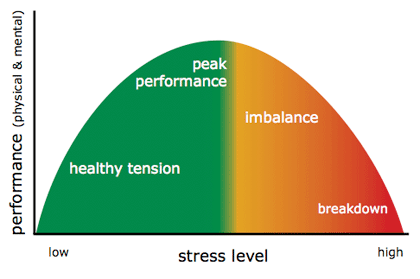 performance (physical & mental)
peak
performance
imbalance
healthy tension
breakdown
low
high
stress level